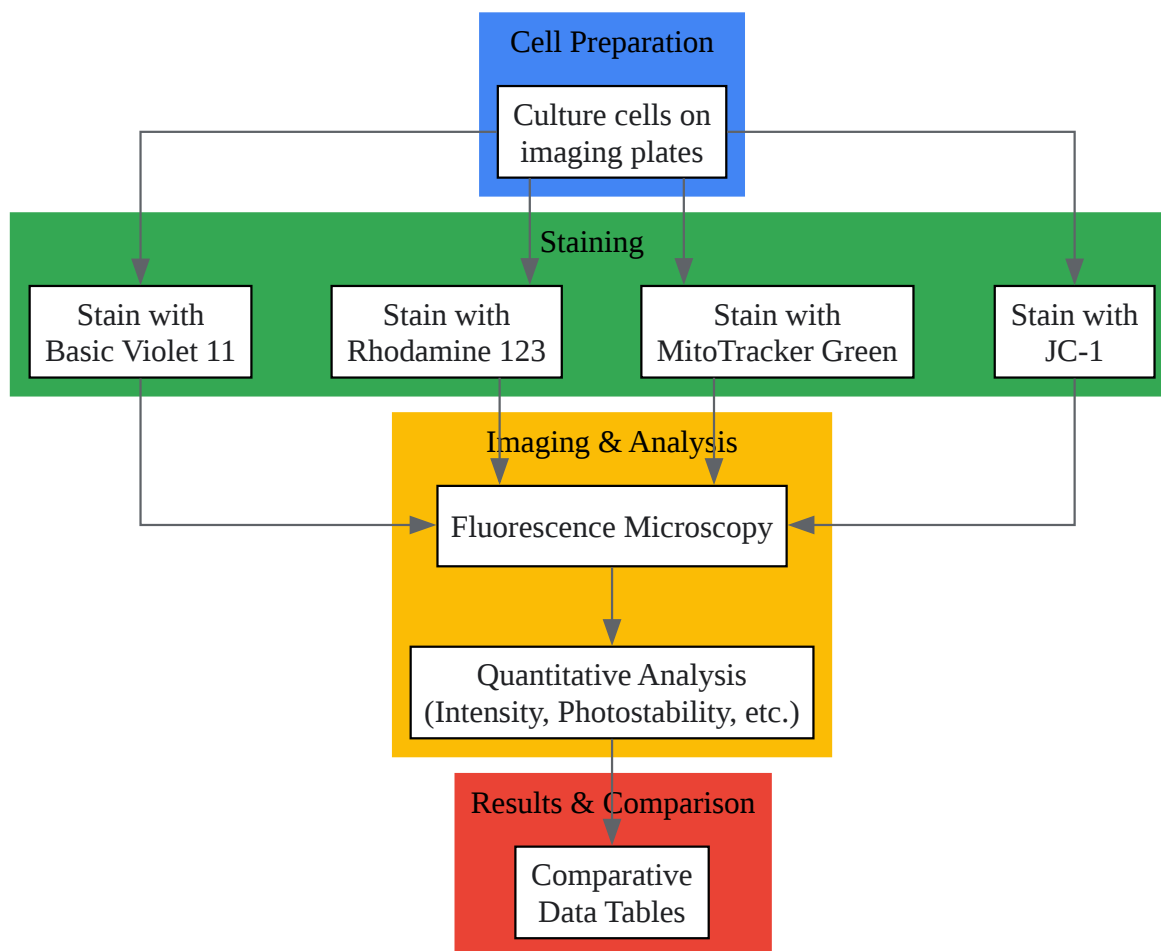 Cell Preparation
Culture cells on
imaging plates
Staining
Stain with
Basic Violet 11
Stain with
Rhodamine 123
Stain with
MitoTracker Green
Stain with
JC-1
Imaging & Analysis
Fluorescence Microscopy
Quantitative Analysis
(Intensity, Photostability, etc.)
Results & Comparison
Comparative
Data Tables